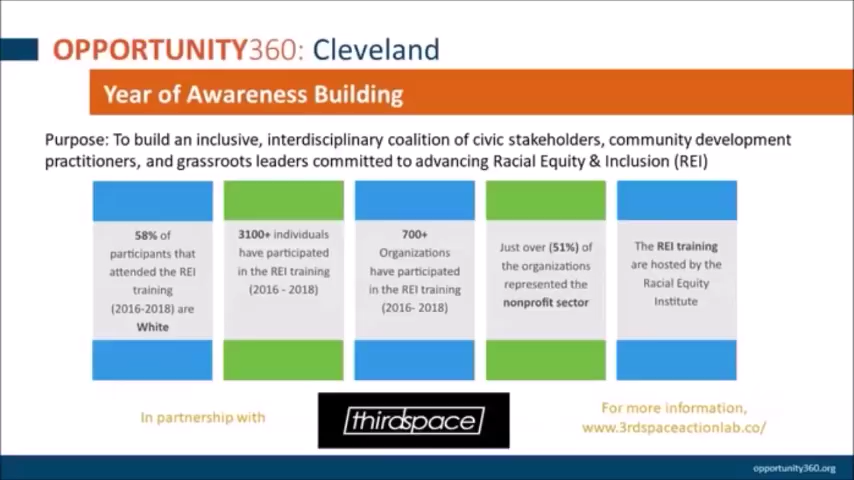 OPPORTUNITY360: Cleveland
Year of Awareness Building
Purpose: To build an inclusive, interdisciplinary coalition of civic stakeholders, community development
practitioners, and grassroots leaders committed to advancing Racial Equity & Inclusion (REI)
58% of
participants that
attended the REI
training
(2016-2018) are
White
3100+ individuals
have participated
in the REI training
(2016 - 2018)
700+
Organizations
have participated
in the REI training
(2016- 2018)
Just over (51%) of
the organizations
represented the
nonprofit sector
The REI training
are hosted by the
Racial Equity
Institute
In partnership with
thirdspace
For more information,
www.3rdspaceactionlab.co/
opportunity360.org